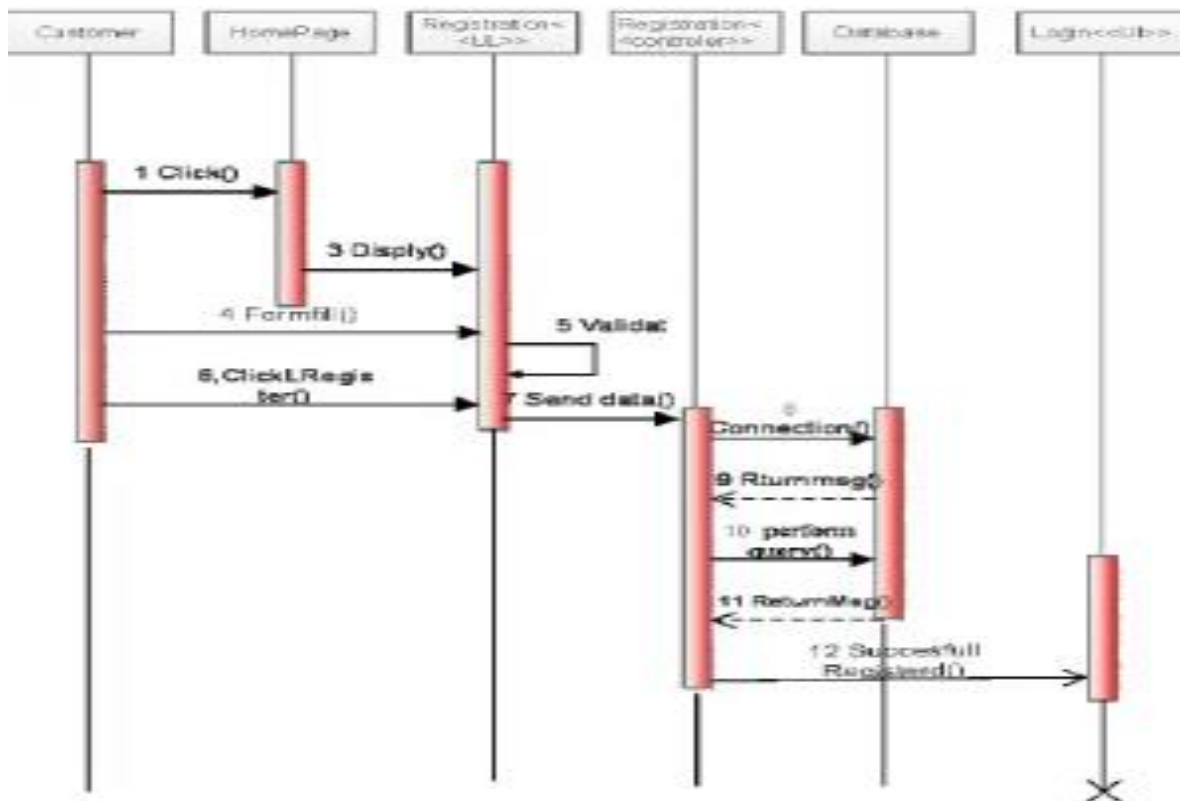 Customer
HomePage
Registration<
<UI>>
Registration<
<controler>>
Database
Login<<UI>>
1 Click()
3 Disply()
4 Formfill()
5 Validat
6,ClickLRegis
ter()
7 Send data()
8
Connection()
9 Rturnmsg()
10 perform
query()
11 ReturnMsg()
12 Succesfull
Registerd()